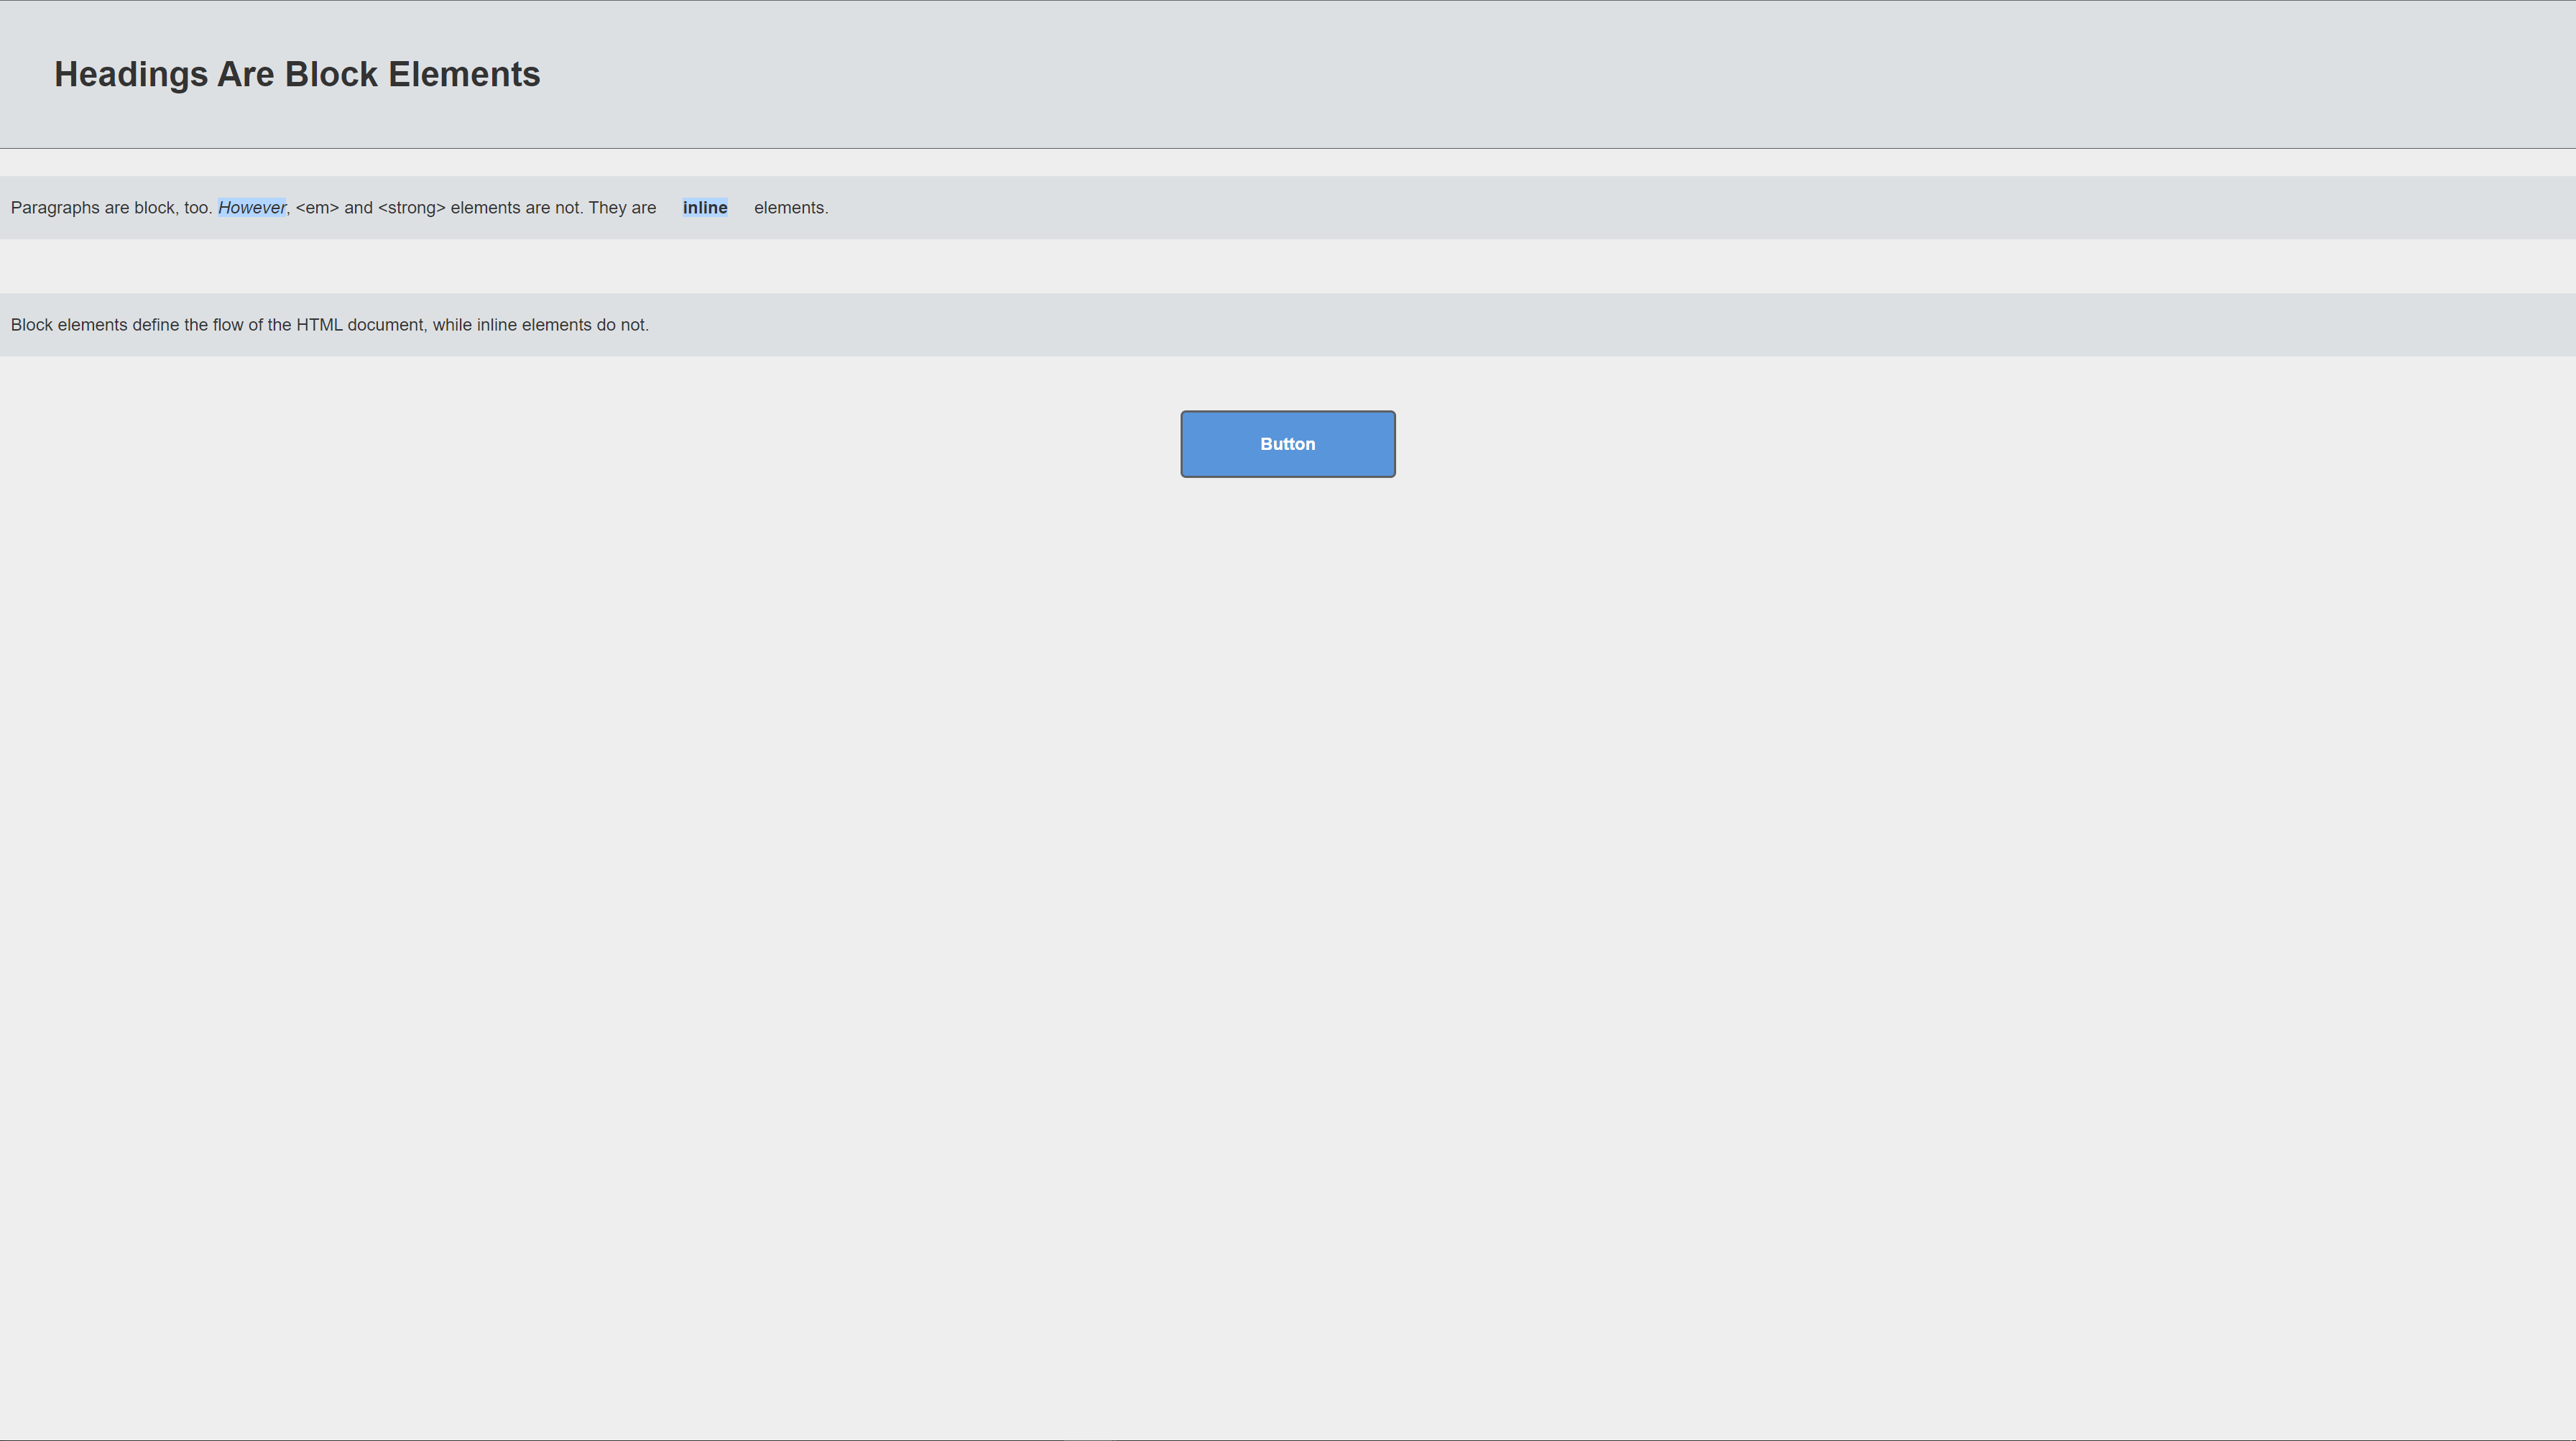 Headings Are Block Elements
Paragraphs are block, too. However, <em> and <strong> elements are not. They are inline elements.
Block elements define the flow of the HTML document, while inline elements do not.
Button